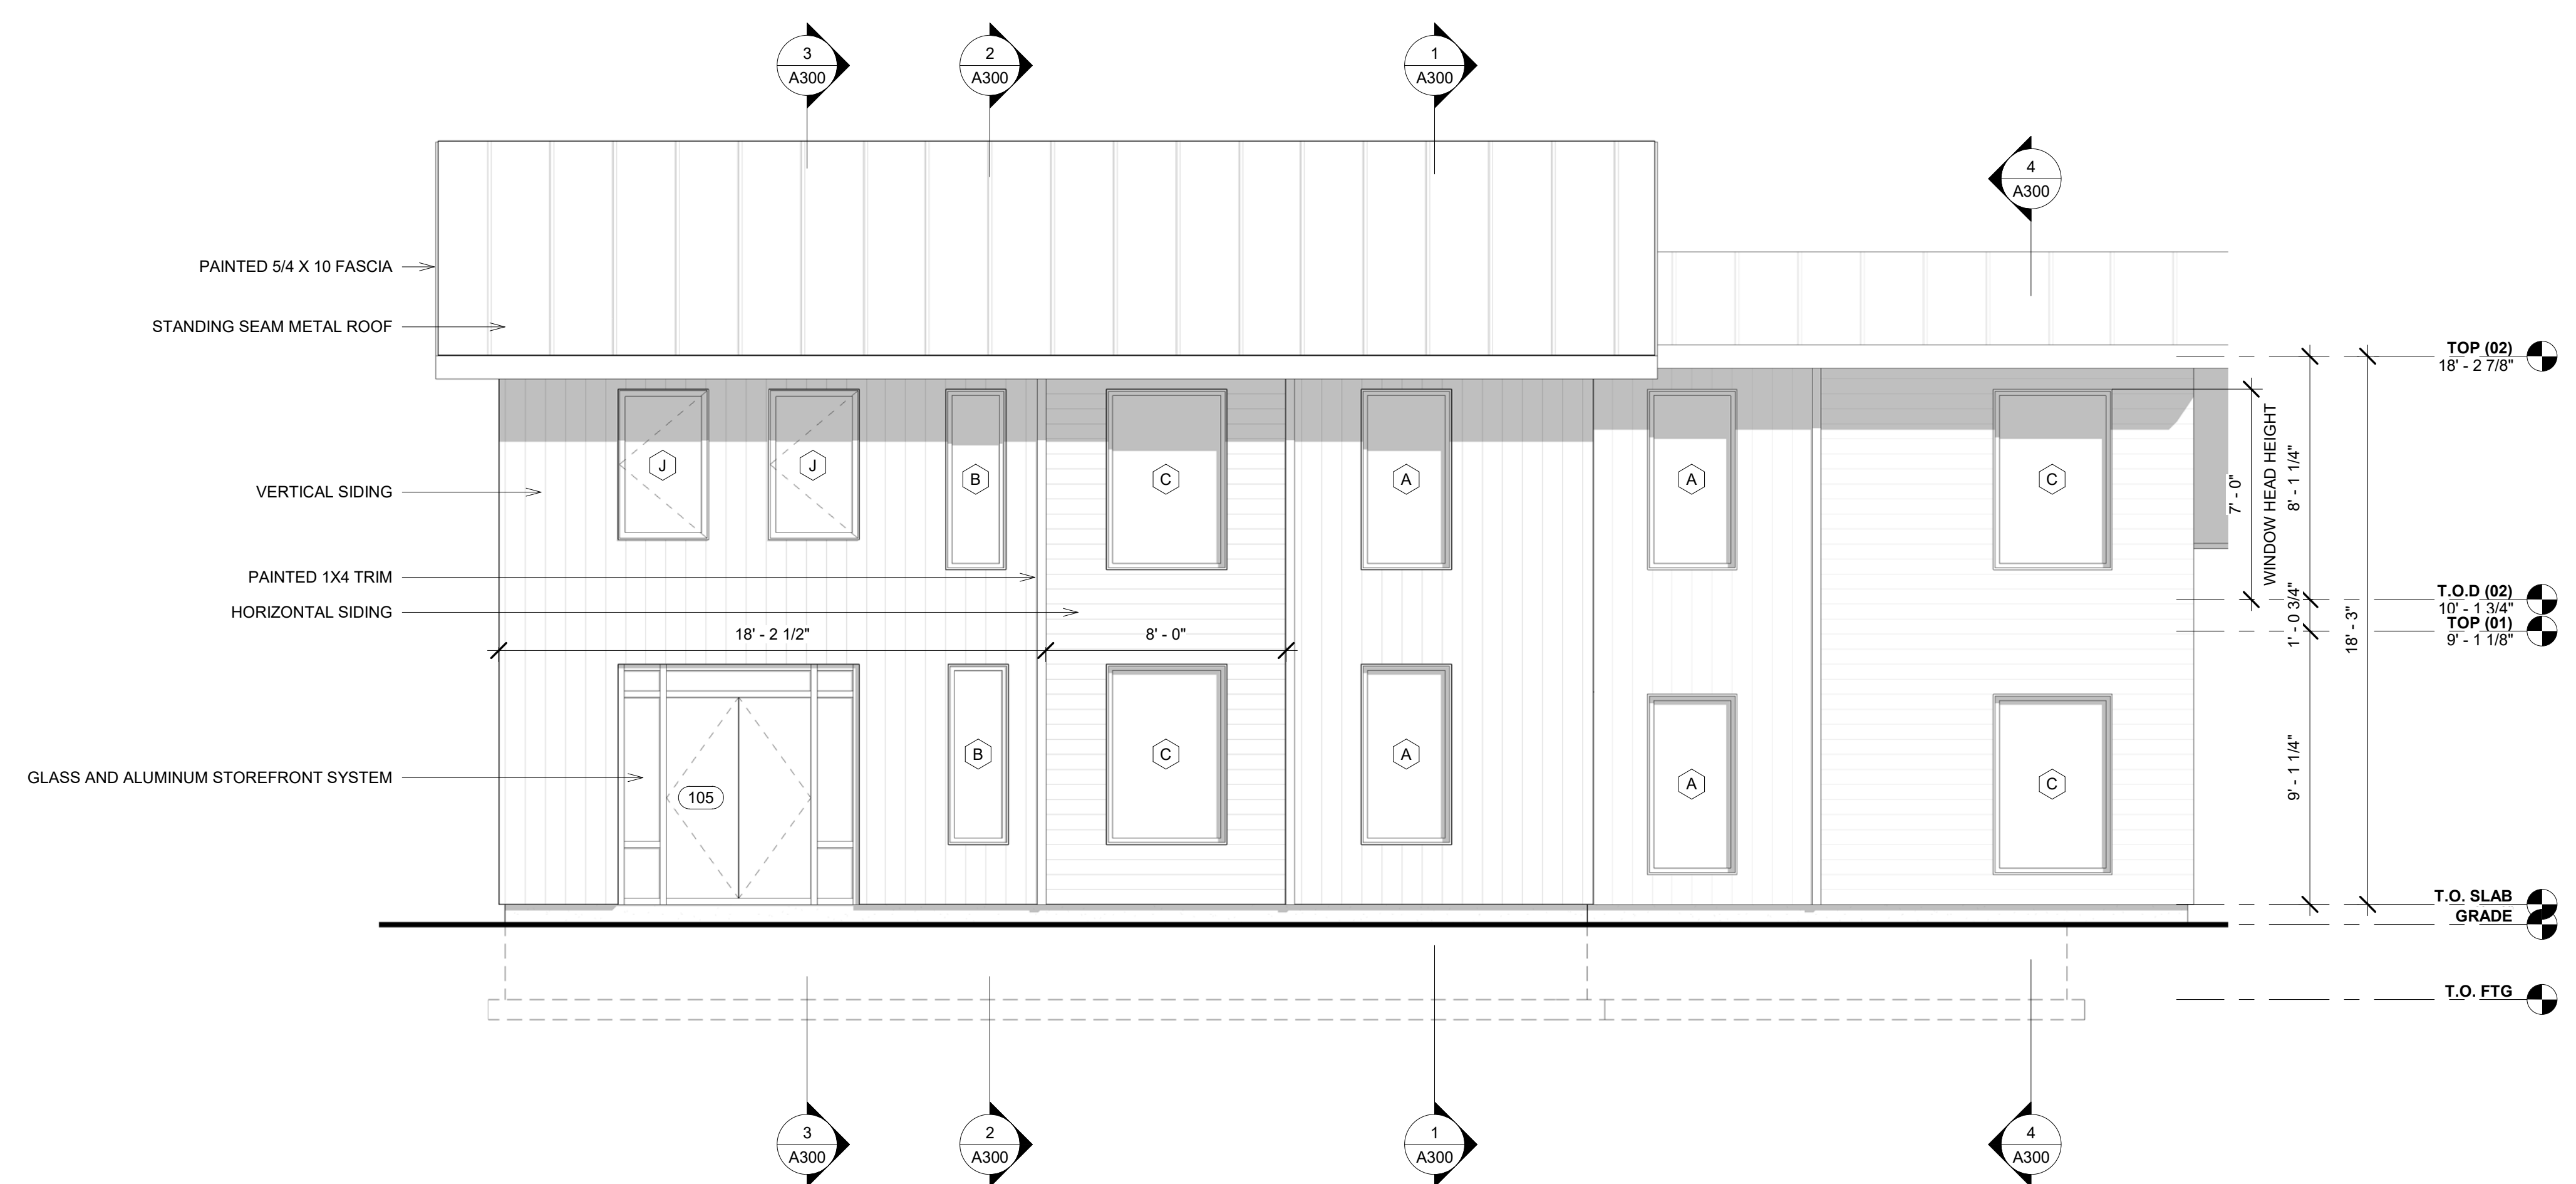 3
A300
2
A300
1
A300
4
A300
PAINTED 5/4 X 10 FASCIA
STANDING SEAM METAL ROOF
VERTICAL SIDING
PAINTED 1X4 TRIM
HORIZONTAL SIDING
GLASS AND ALUMINUM STOREFRONT SYSTEM
J
J
B
C
A
A
C
18' - 2 1/2"
8' - 0"
B
C
A
A
C
105
7' - 0"
WINDOW HEAD HEIGHT
8' - 1 1/4"
1' - 0 3/4"
9' - 1 1/4"
18' - 3"
TOP (02)
18' - 2 7/8"
T.O.D (02)
10' - 1 3/4"
TOP (01)
9' - 1 1/8"
T.O. SLAB
GRADE
T.O. FTG
3
A300
2
A300
1
A300
4
A300